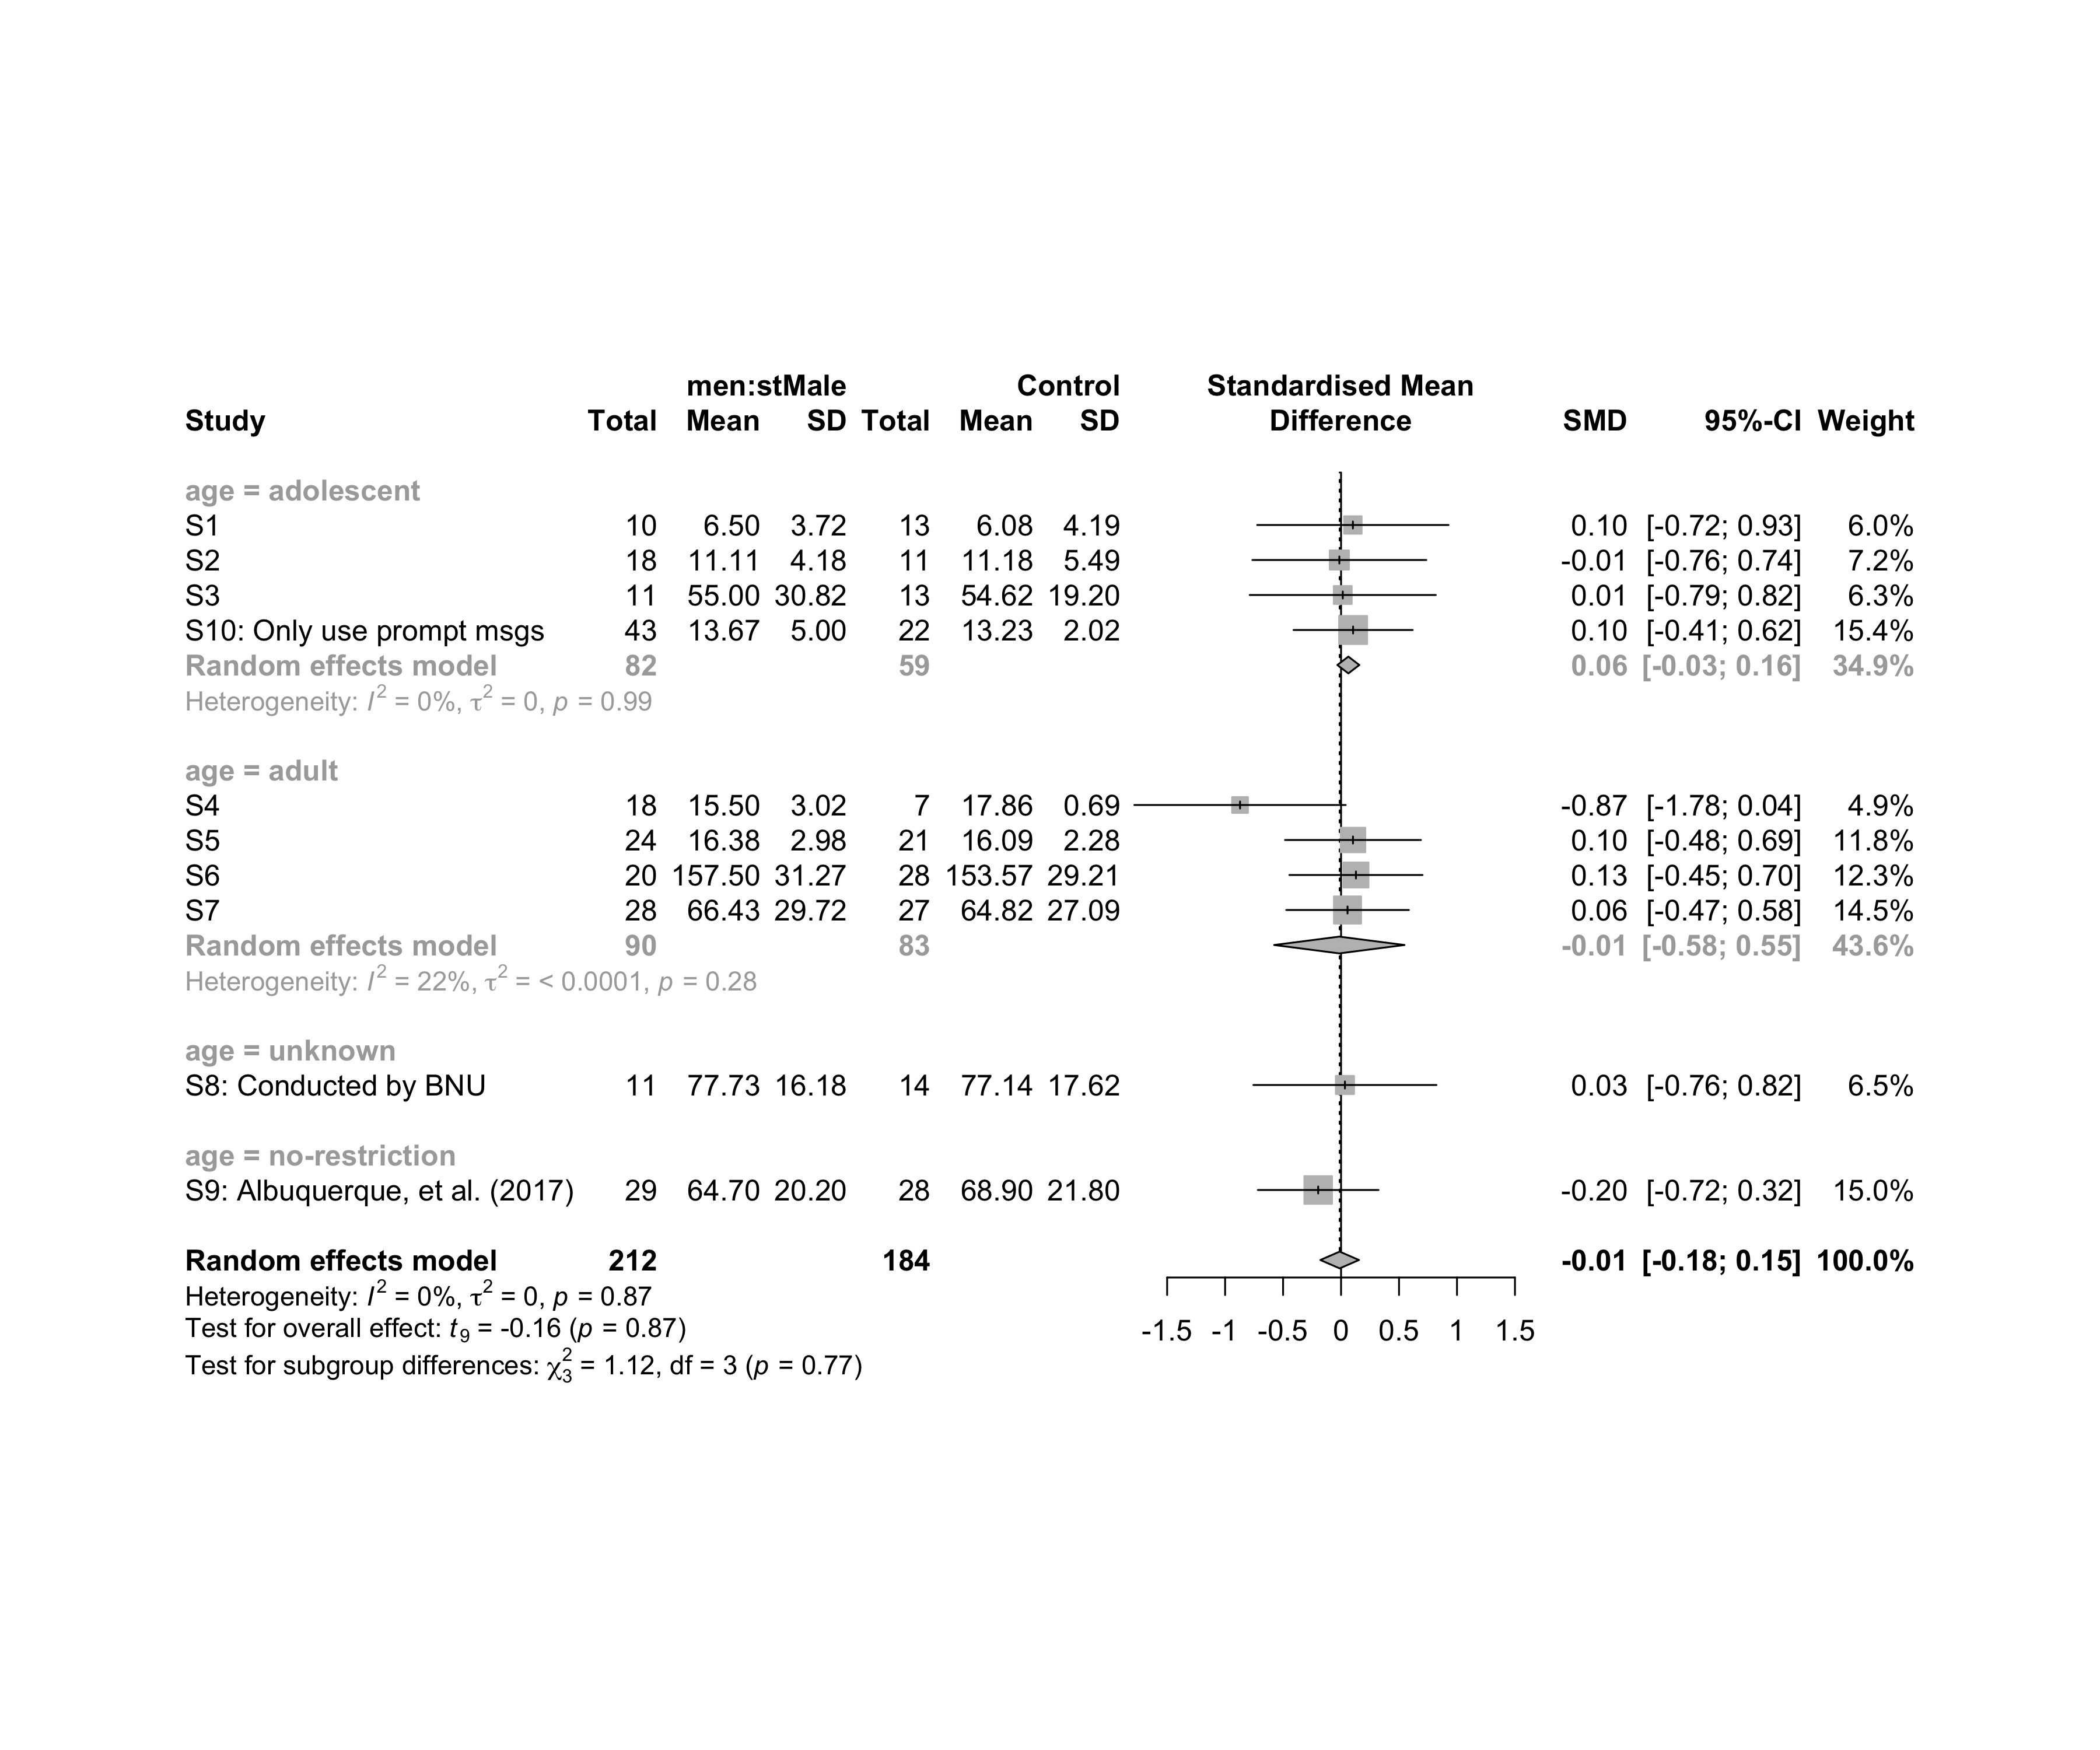 men:stMale Control Standardised Mean
Study Total Mean SD Total Mean SD Difference SMD 95%-CI Weight
age = adolescent
S1 10 6.50 3.72 13 6.08 4.19 0.10 [-0.72; 0.93] 6.0%
S2 18 11.11 4.18 11 11.18 5.49 -0.01 [-0.76; 0.74] 7.2%
S3 11 55.00 30.82 13 54.62 19.20 0.01 [-0.79; 0.82] 6.3%
S10: Only use prompt msgs 43 13.67 5.00 22 13.23 2.02 0.10 [-0.41; 0.62] 15.4%
Random effects model 82 59 0.06 [-0.03; 0.16] 34.9%
Heterogeneity: I² = 0%, τ² = 0, p = 0.99
age = adult
S4 18 15.50 3.02 7 17.86 0.69 -0.87 [-1.78; 0.04] 4.9%
S5 24 16.38 2.98 21 16.09 2.28 0.10 [-0.48; 0.69] 11.8%
S6 20 157.50 31.27 28 153.57 29.21 0.13 [-0.45; 0.70] 12.3%
S7 28 66.43 29.72 27 64.82 27.09 0.06 [-0.47; 0.58] 14.5%
Random effects model 90 83 -0.01 [-0.58; 0.55] 43.6%
Heterogeneity: I² = 22%, τ² = < 0.0001, p = 0.28
age = unknown
S8: Conducted by BNU 11 77.73 16.18 14 77.14 17.62 0.03 [-0.76; 0.82] 6.5%
age = no-restriction
S9: Albuquerque, et al. (2017) 29 64.70 20.20 28 68.90 21.80 -0.20 [-0.72; 0.32] 15.0%
Random effects model 212 184 -0.01 [-0.18; 0.15] 100.0%
Heterogeneity: I² = 0%, τ² = 0, p = 0.87
Test for overall effect: t₉ = -0.16 (p = 0.87)
-1.5 -1 -0.5 0 0.5 1 1.5
Test for subgroup differences: χ²₃ = 1.12, df = 3 (p = 0.77)